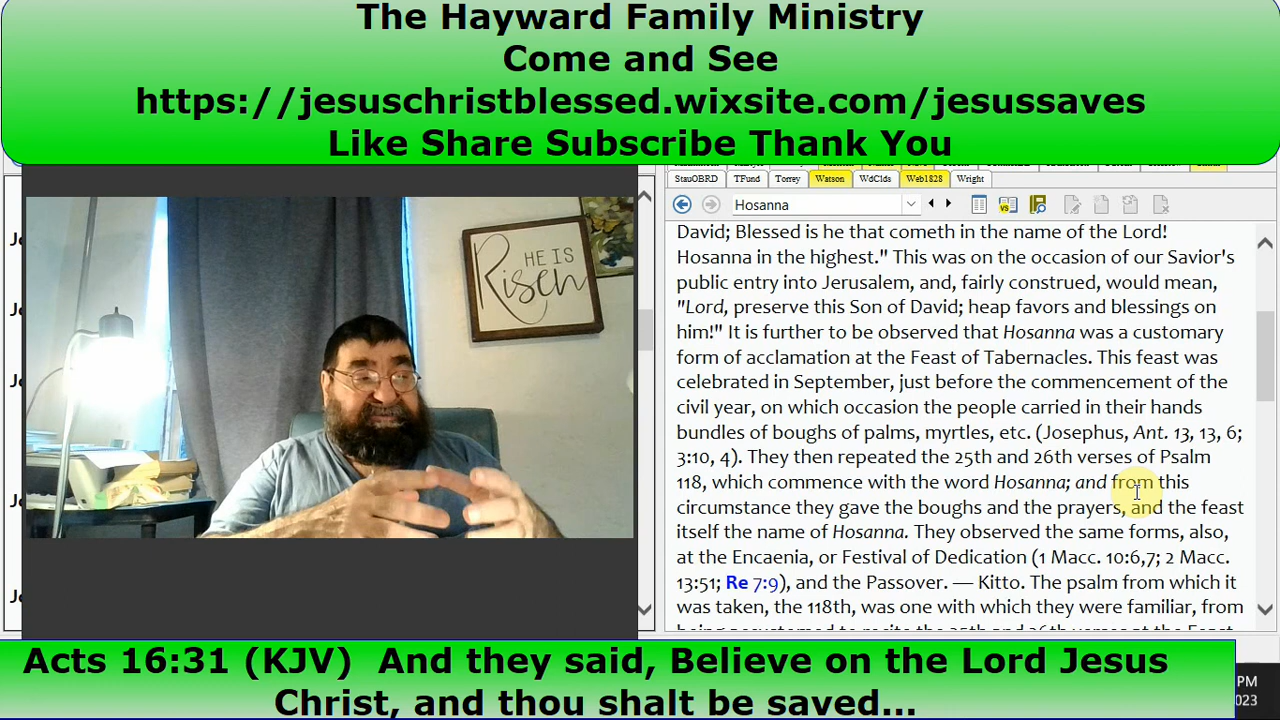 The Hayward Family Ministry
Come and See
https://jesuschristblessed.wixsite.com/jesussaves
Like Share Subscribe Thank You
StauOBRD TFund Torrey Watson WdClds Web1828 Wright
Hosanna
HE IS
Risen
David; Blessed is he that cometh in the name of the Lord!
Hosanna in the highest." This was on the occasion of our Savior's
public entry into Jerusalem, and, fairly construed, would mean,
"Lord, preserve this Son of David; heap favors and blessings on
him!" It is further to be observed that Hosanna was a customary
form of acclamation at the Feast of Tabernacles. This feast was
celebrated in September, just before the commencement of the
civil year, on which occasion the people carried in their hands
bundles of boughs of palms, myrtles, etc. (Josephus, Ant. 13, 13, 6;
3:10, 4). They then repeated the 25th and 26th verses of Psalm
118, which commence with the word Hosanna; and from this
circumstance they gave the boughs and the prayers, and the feast
itself the name of Hosanna. They observed the same forms, also,
at the Encaenia, or Festival of Dedication (1 Macc. 10:6,7; 2 Macc.
13:51; Re 7:9), and the Passover. — Kitto. The psalm from which it
was taken, the 118th, was one with which they were familiar, from
Acts 16:31 (KJV) And they said, Believe on the Lord Jesus
Christ, and thou shalt be saved...
PM
023